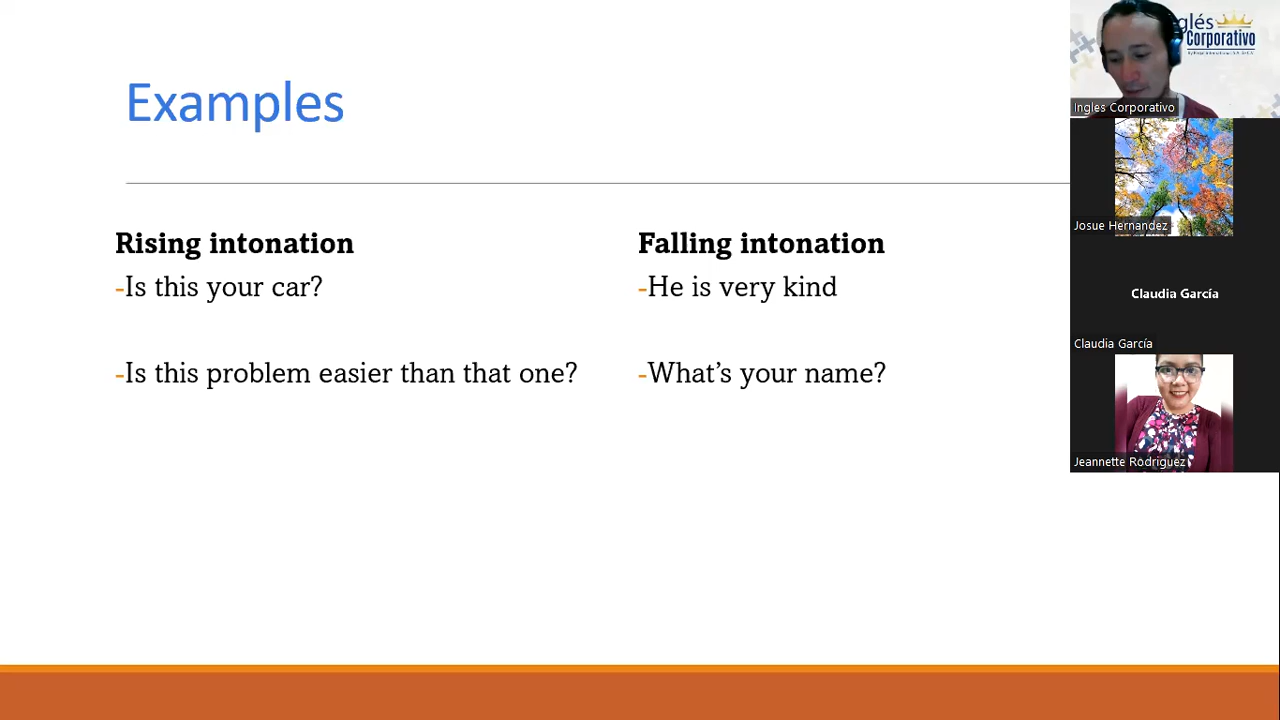 Examples
Rising intonation
-Is this your car?
-Is this problem easier than that one?
Falling intonation
-He is very kind
-What's your name?
glés
Corporativo
Ingles Corporativo
Josue Hernandez
Claudia García
Claudia García
Jeannette Rodriguez